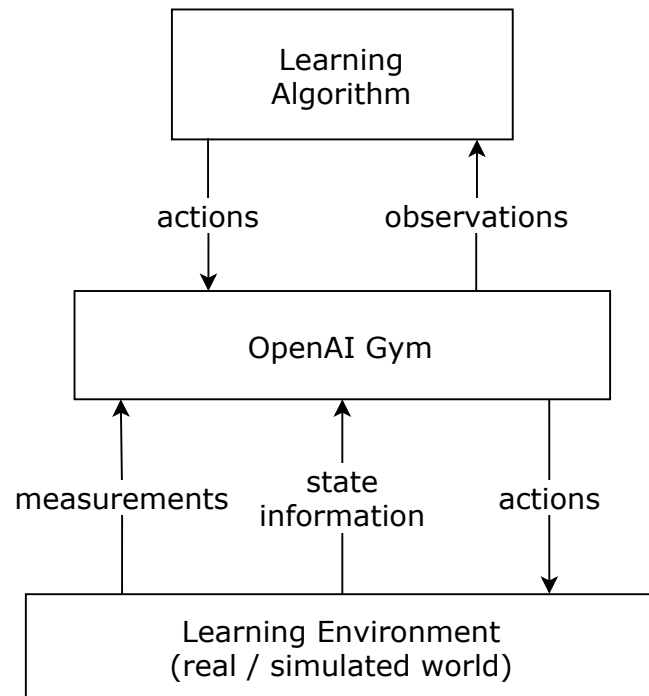 Learning
Algorithm
actions
observations
OpenAI Gym
measurements
state
information
actions
Learning Environment
(real / simulated world)